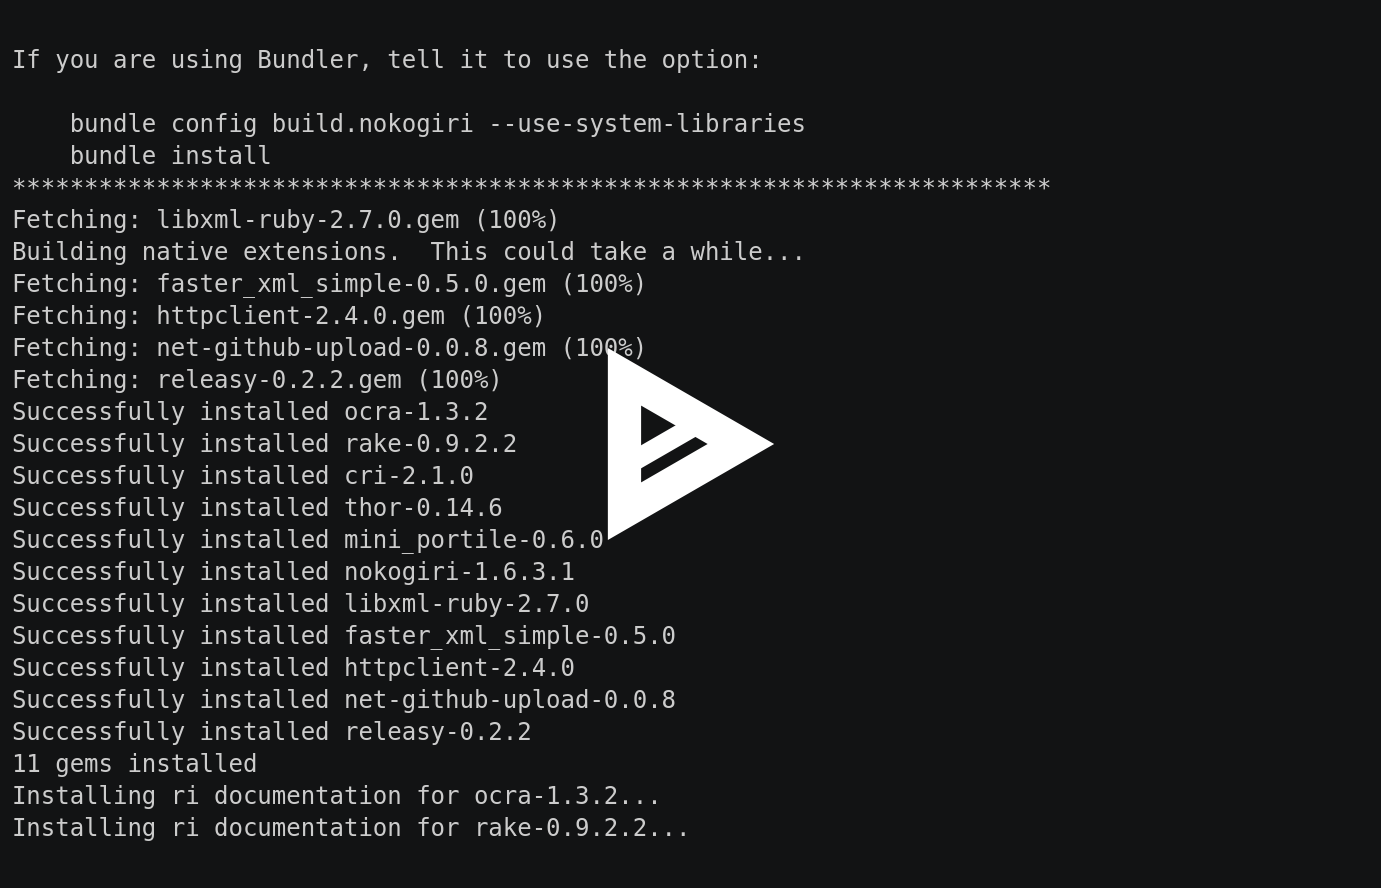 If you are using Bundler, tell it to use the option:
    bundle config build.nokogiri --use-system-libraries
    bundle install
************************************************************************
Fetching: libxml-ruby-2.7.0.gem (100%)
Building native extensions.  This could take a while...
Fetching: faster_xml_simple-0.5.0.gem (100%)
Fetching: httpclient-2.4.0.gem (100%)
Fetching: net-github-upload-0.0.8.gem (100%)
Fetching: releasy-0.2.2.gem (100%)
Successfully installed ocra-1.3.2
Successfully installed rake-0.9.2.2
Successfully installed cri-2.1.0
Successfully installed thor-0.14.6
Successfully installed mini_portile-0.6.0
Successfully installed nokogiri-1.6.3.1
Successfully installed libxml-ruby-2.7.0
Successfully installed faster_xml_simple-0.5.0
Successfully installed httpclient-2.4.0
Successfully installed net-github-upload-0.0.8
Successfully installed releasy-0.2.2
11 gems installed
Installing ri documentation for ocra-1.3.2...
Installing ri documentation for rake-0.9.2.2...